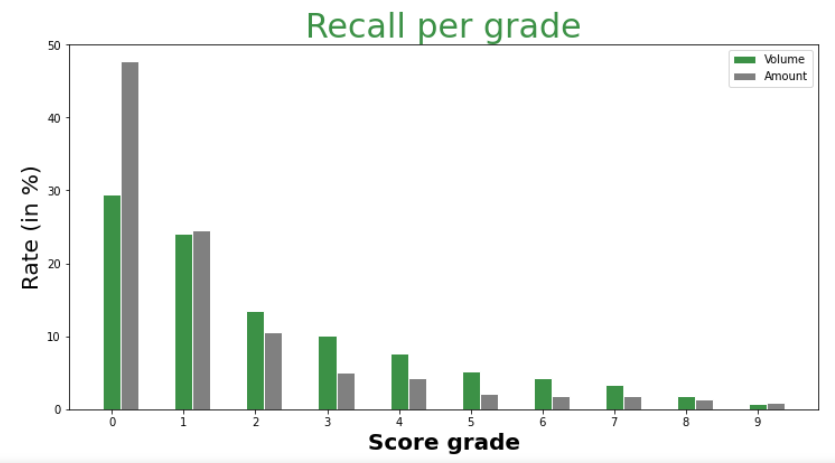 Recall per grade
Volume
Amount
Rate (in %)
50
40
30
20
10
0
0 1 2 3 4 5 6 7 8 9
Score grade